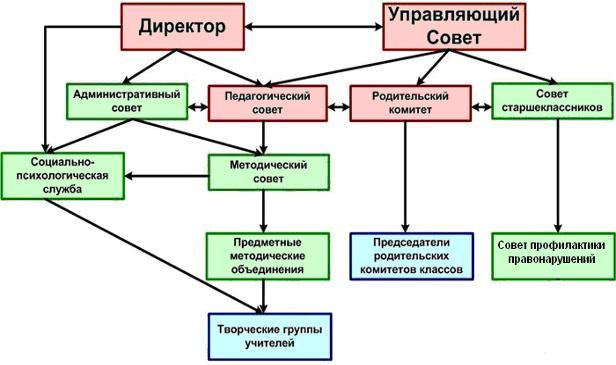 Директор
Управляющий
Совет
Административный
совет
Педагогический
совет
Родительский
комитет
Совет
старшеклассников
Социально-
психологическая
служба
Методический
совет
Предметные
методические
объединения
Председатели
родительских
комитетов классов
Совет профилактики
правонарушений
Творческие группы
учителей